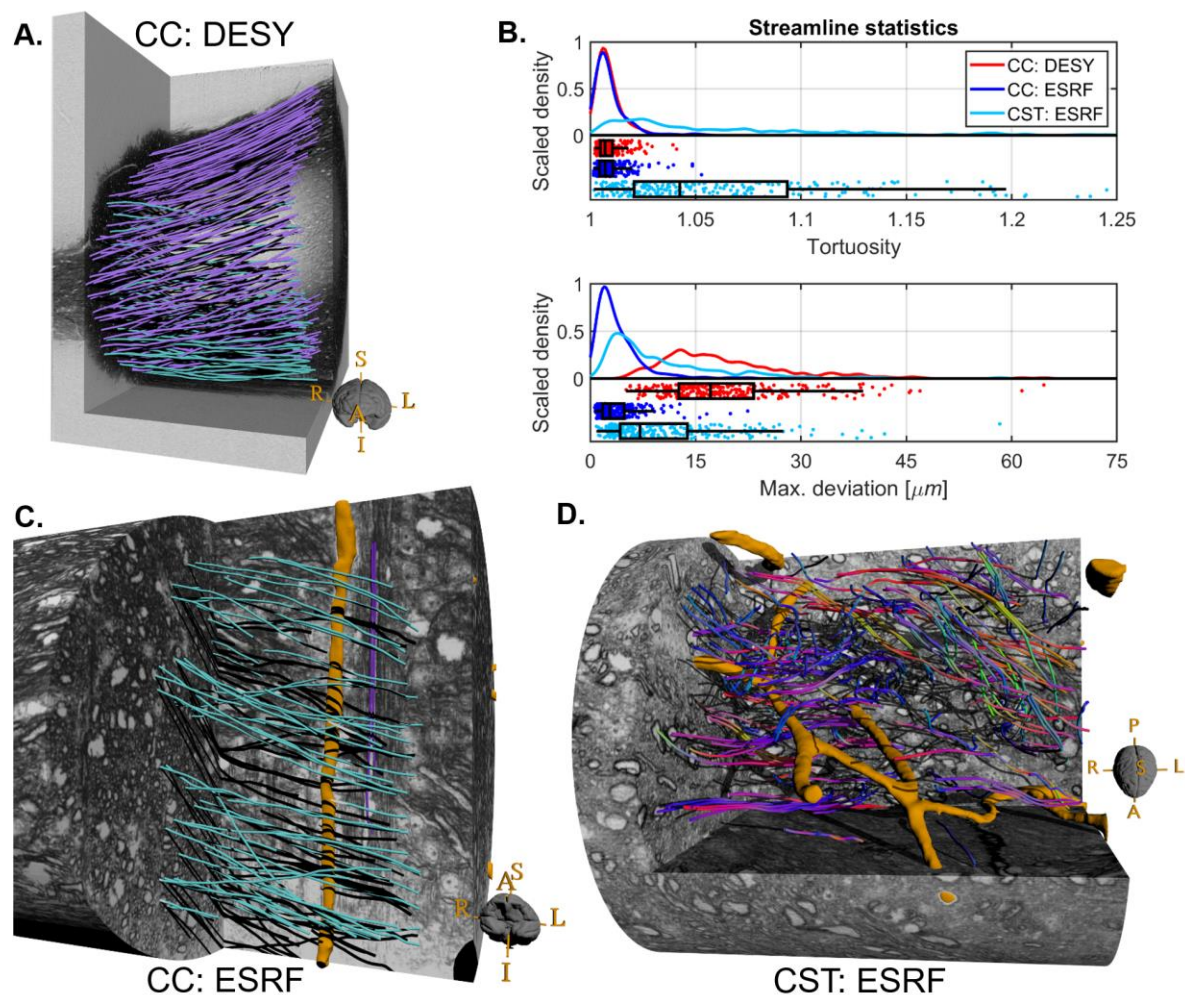 A.
CC: DESY
S
R
A
L
I
B.
Streamline statistics
Scaled density
1
0.5
0
CC: DESY
CC: ESRF
CST: ESRF
1
1.05
1.1
1.15
1.2
1.25
Tortuosity
Scaled density
1
0.5
0
0
15
30
45
60
75
Max. deviation [μm]
C.
A
S
R
L
I
CC: ESRF
D.
P
R
S
L
A
CST: ESRF